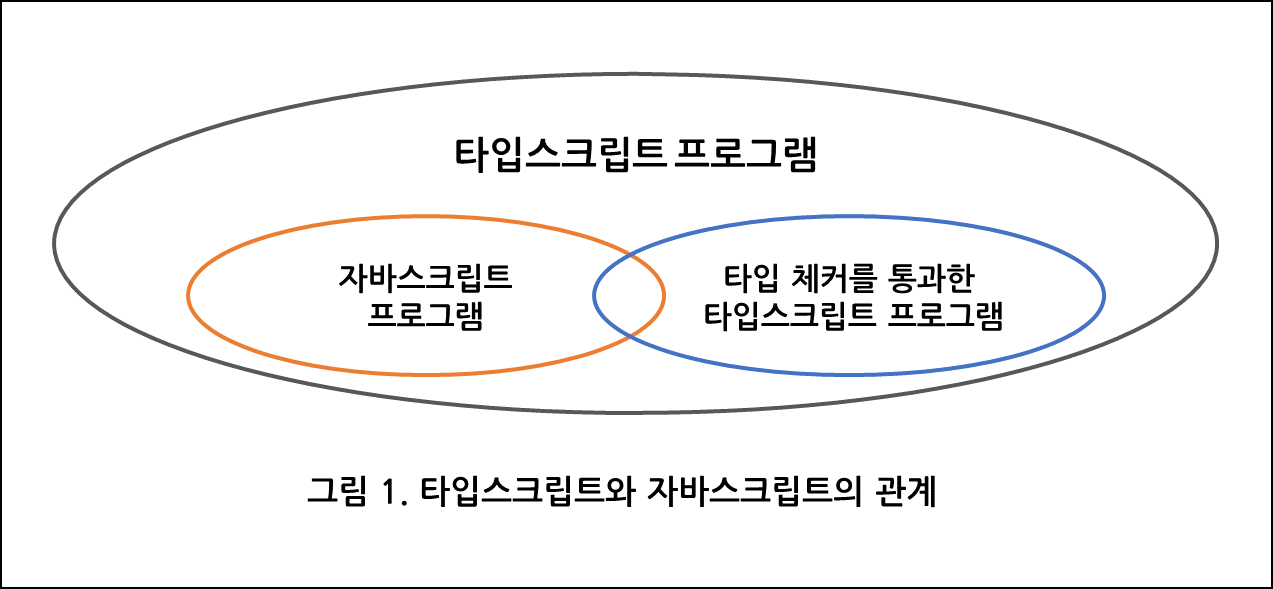 타입스크립트 프로그램
자바스크립트
프로그램
타입 체커를 통과한
타입스크립트 프로그램
그림 1. 타입스크립트와 자바스크립트의 관계